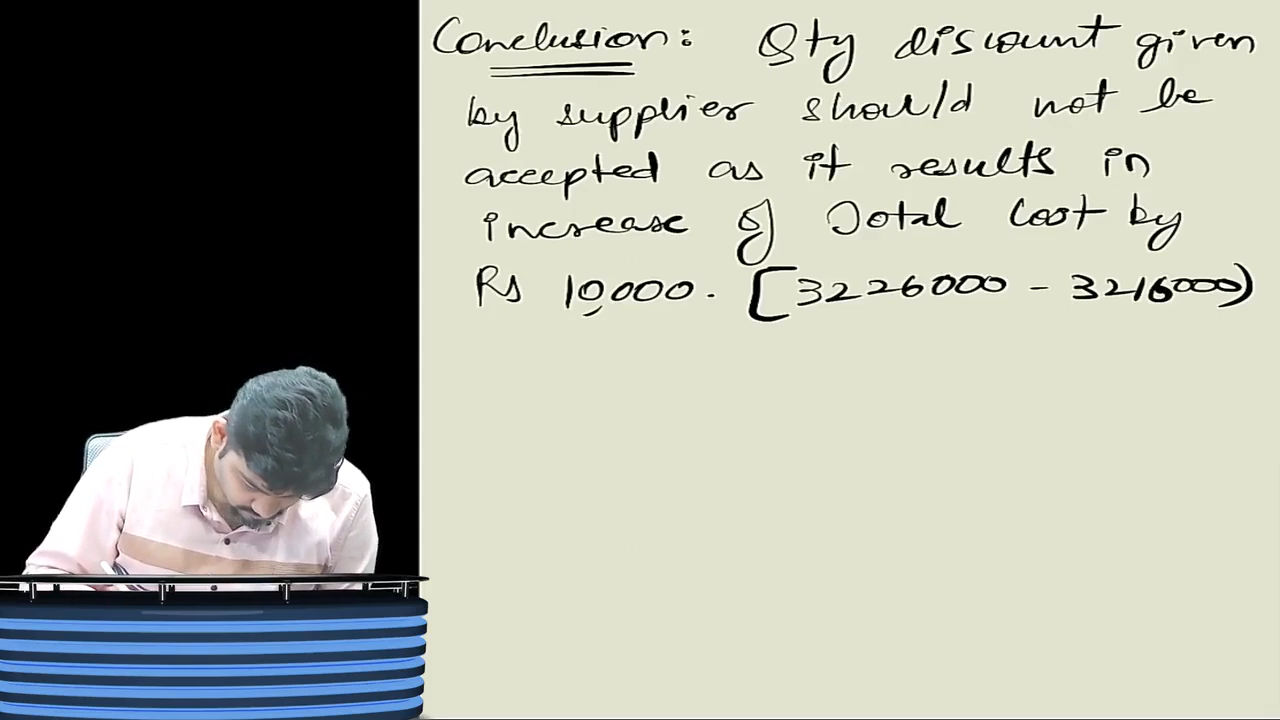 Conclusion: Qty discount given
by supplier should not be
accepted as it results in
increase of Total Cost by
Rs 10,000. [3226000 - 3216000)